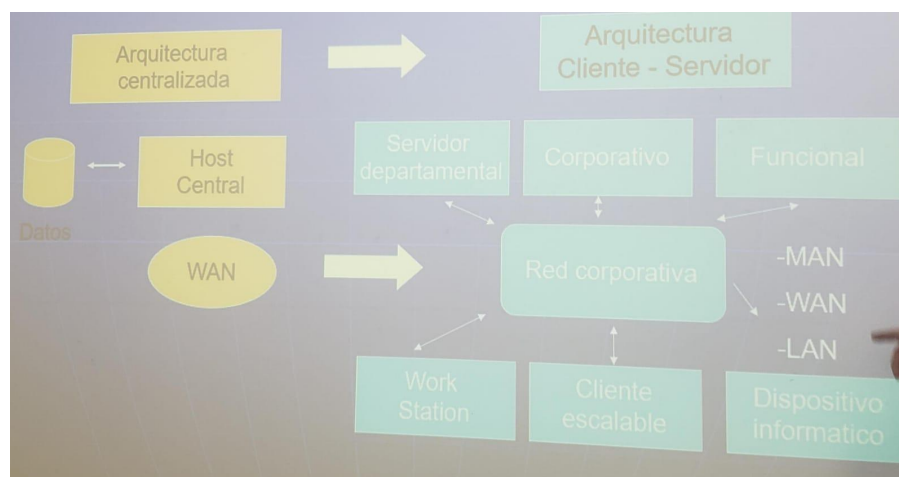 Arquitectura
centralizada
Arquitectura
Cliente - Servidor
Servidor
departamental
Corporativo
Funcional
Host
Central
Datos
WAN
Red corporativa
-MAN
-WAN
-LAN
Work
Station
Cliente
escalable
Dispositivo
informatico